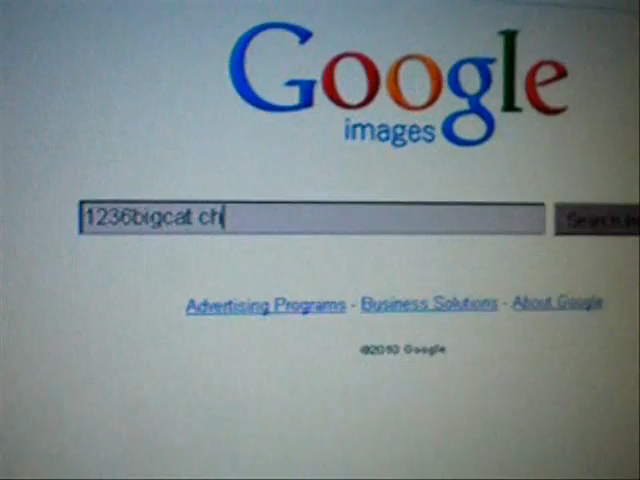 Google
images
1236bigcat ch
Advertising Programs - Business Solutions - About Google
©2010 Google